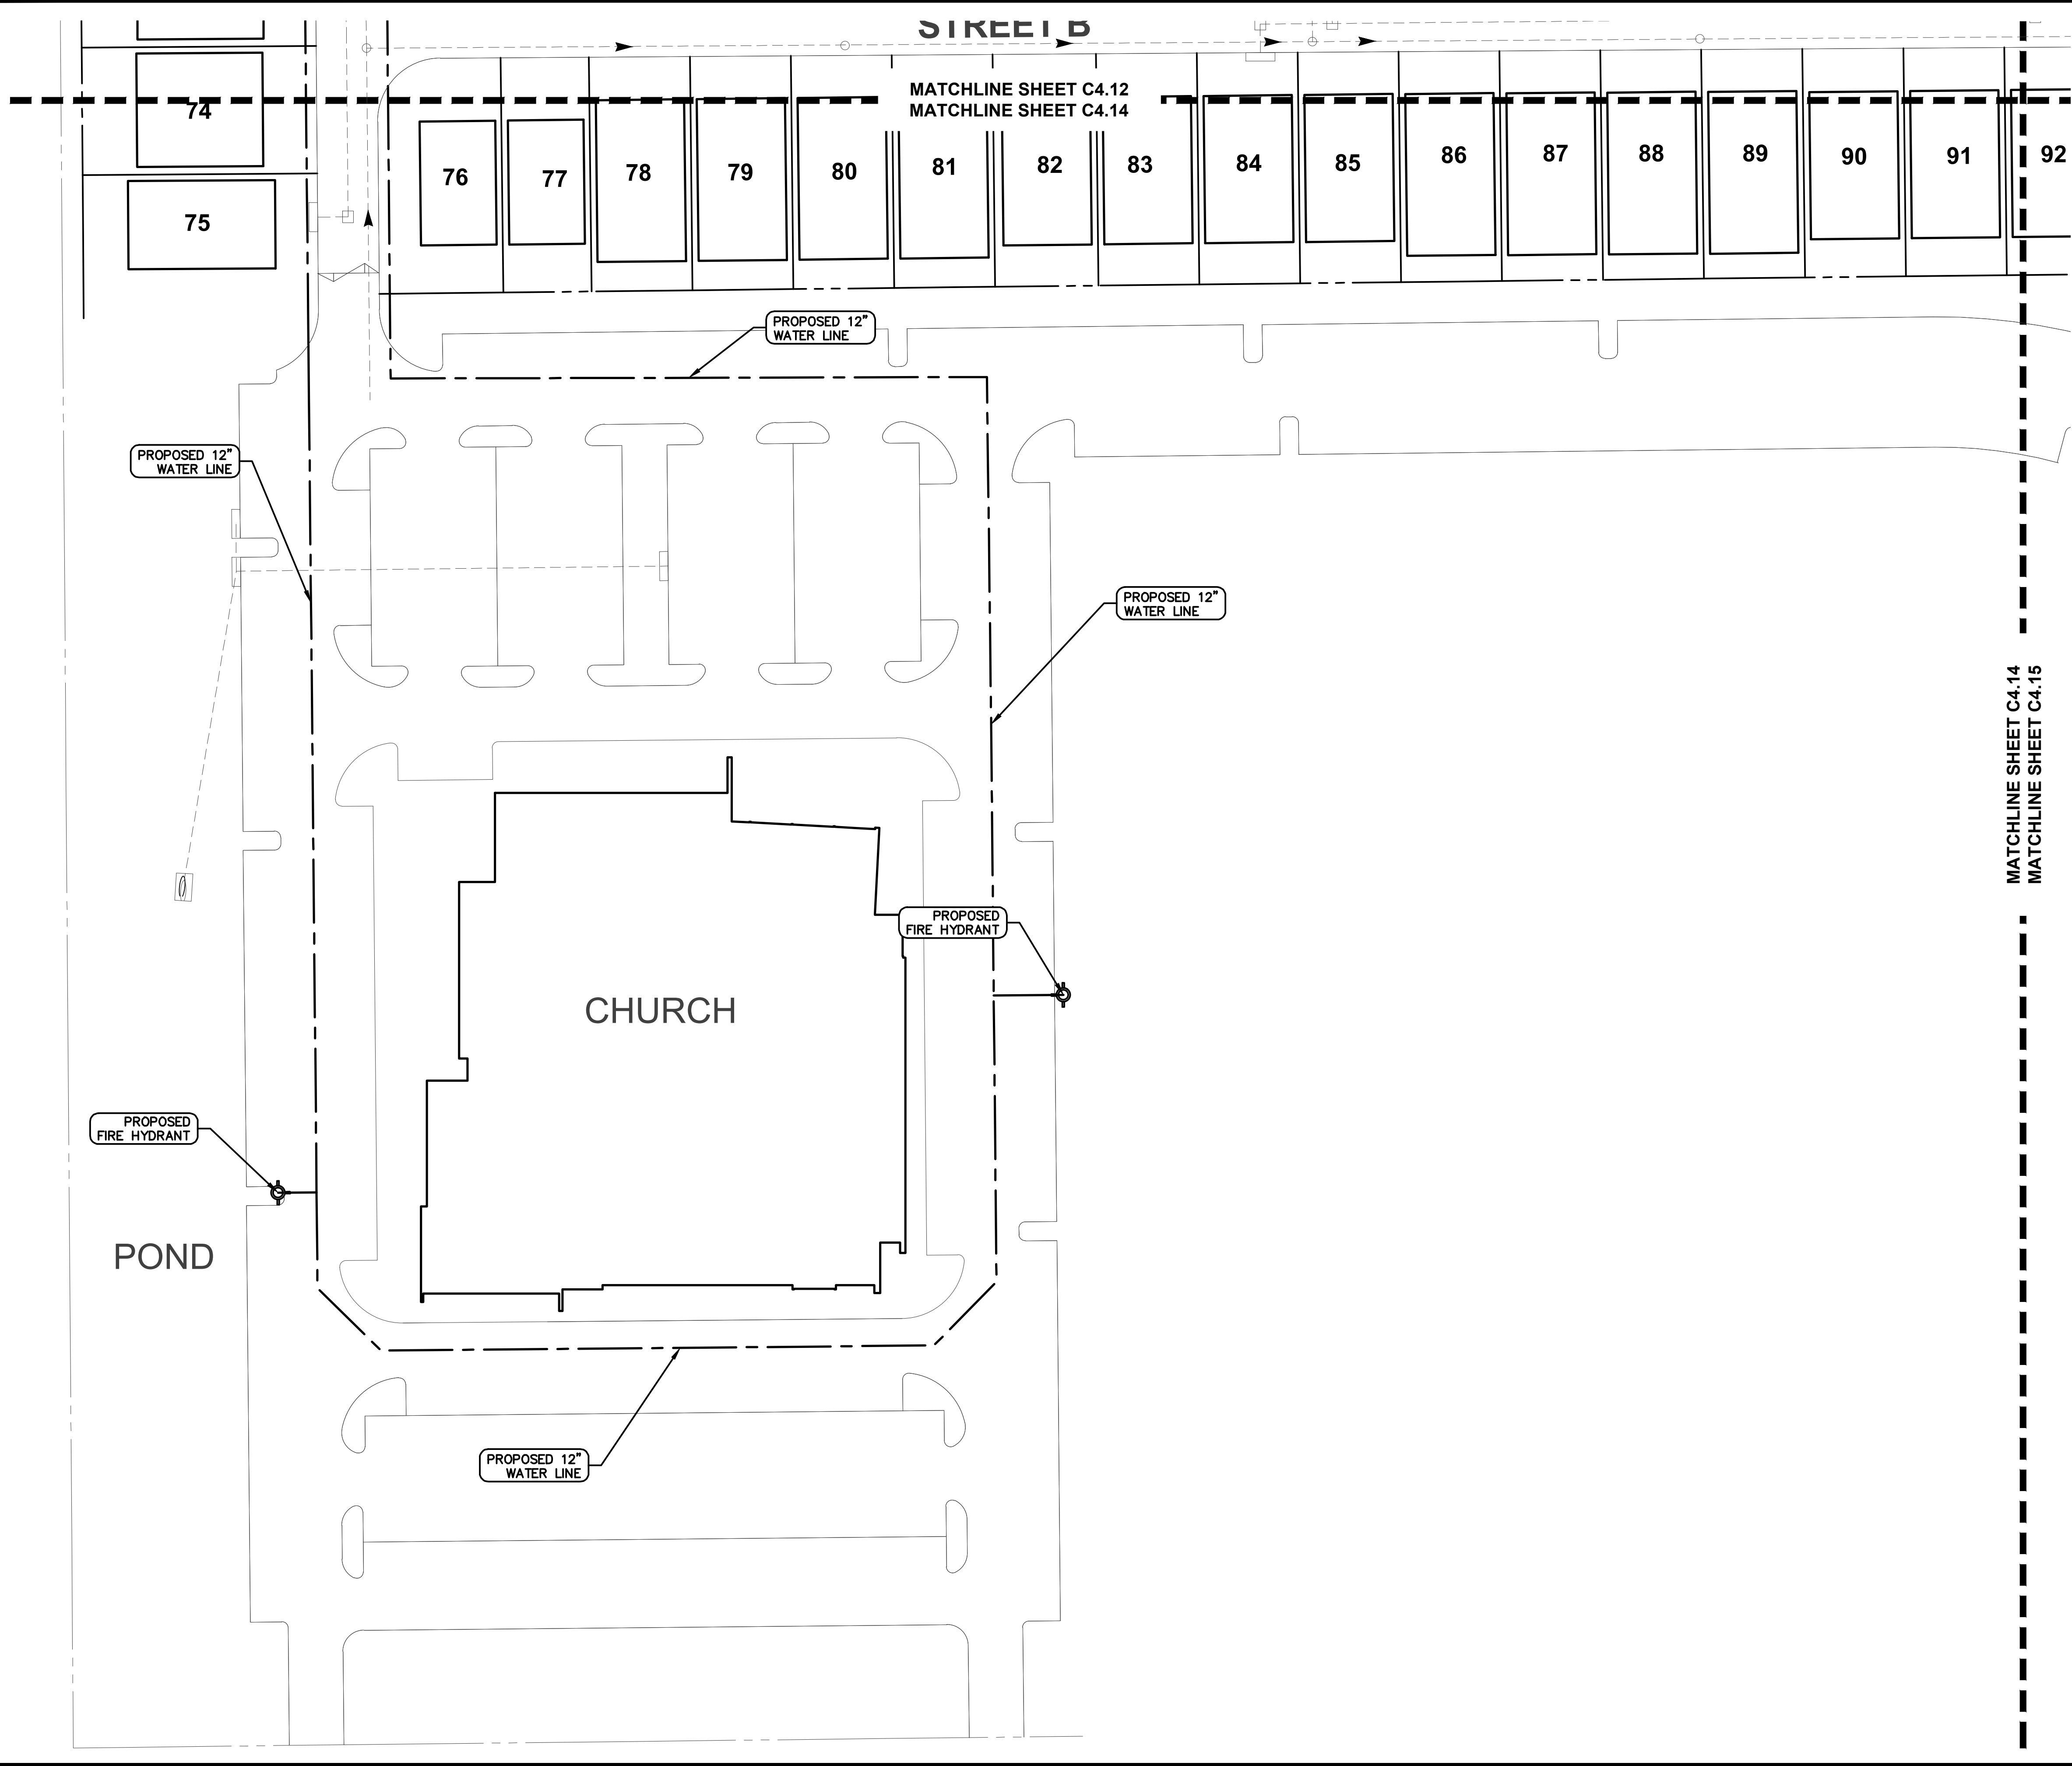 STREET B
MATCHLINE SHEET C4.12
MATCHLINE SHEET C4.14
74
75
76
77
78
79
80
81
82
83
84
85
86
87
88
89
90
91
92
PROPOSED 12"
WATER LINE
PROPOSED 12"
WATER LINE
PROPOSED 12"
WATER LINE
MATCHLINE SHEET C4.14
MATCHLINE SHEET C4.15
PROPOSED
FIRE HYDRANT
CHURCH
PROPOSED
FIRE HYDRANT
POND
PROPOSED 12"
WATER LINE